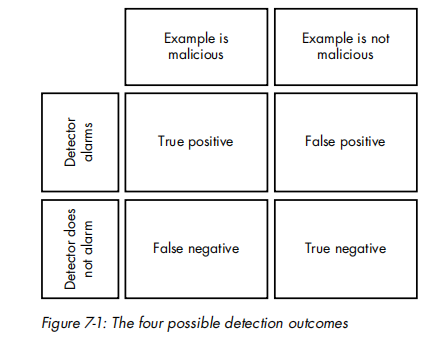 Example is
malicious
Example is not
malicious
Detector
alarms
True positive
False positive
Detector does
not alarm
False negative
True negative
Figure 7-1: The four possible detection outcomes